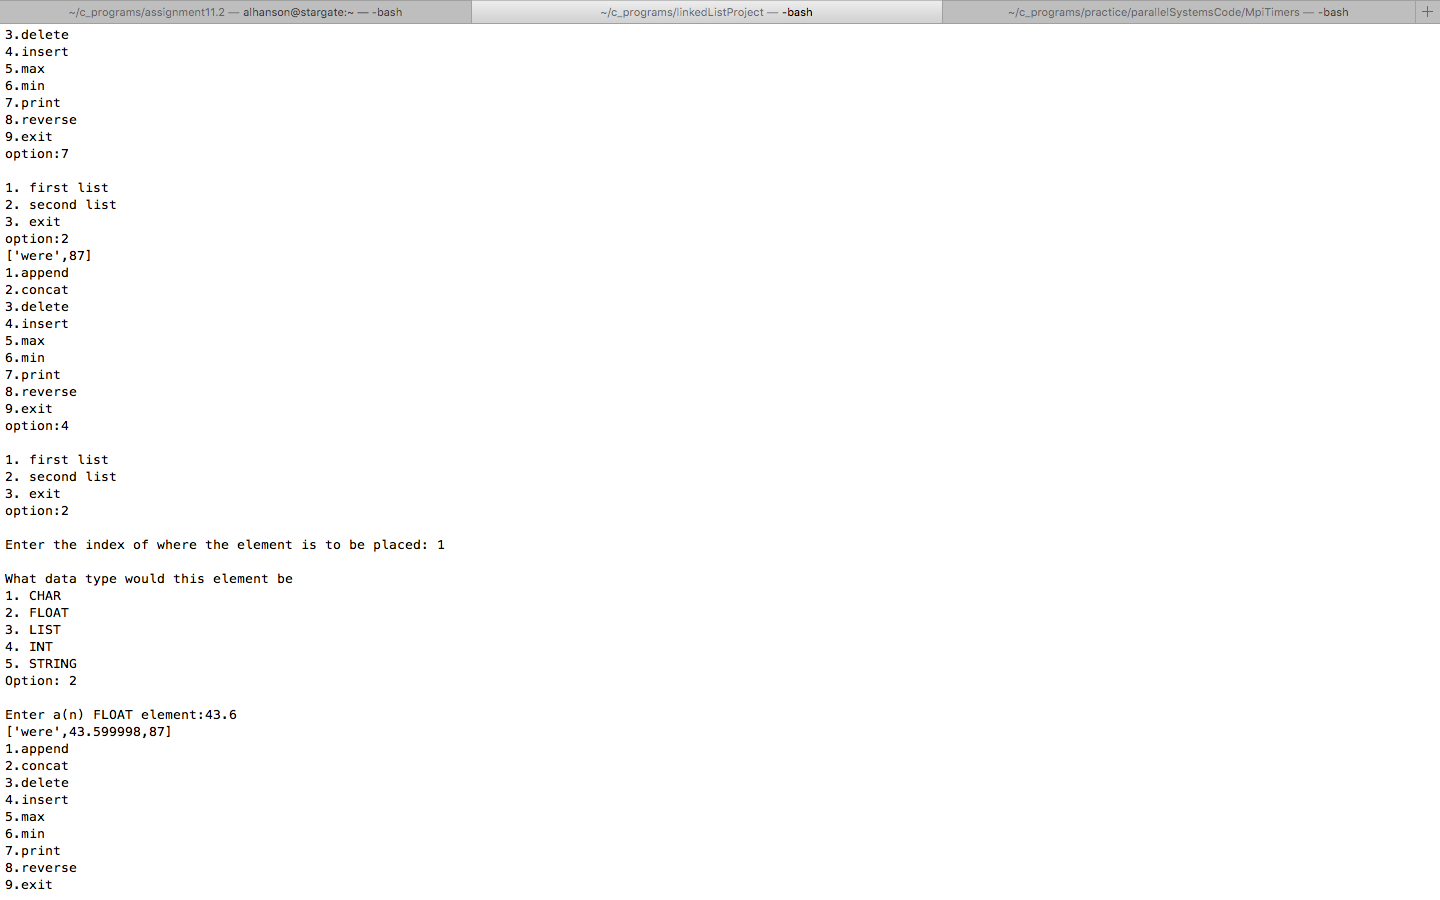 ~/c_programs/assignment11.2 — alhanson@stargate:~ — -bash
~/c_programs/linkedListProject — -bash
~/c_programs/practice/parallelSystemsCode/MpiTimers — -bash
+
3.delete
4.insert
5.max
6.min
7.print
8.reverse
9.exit
option:7
1. first list
2. second list
3. exit
option:2
['were',87]
1.append
2.concat
3.delete
4.insert
5.max
6.min
7.print
8.reverse
9.exit
option:4
1. first list
2. second list
3. exit
option:2
Enter the index of where the element is to be placed: 1
What data type would this element be
1. CHAR
2. FLOAT
3. LIST
4. INT
5. STRING
Option: 2
Enter a(n) FLOAT element:43.6
['were',43.599998,87]
1.append
2.concat
3.delete
4.insert
5.max
6.min
7.print
8.reverse
9.exit